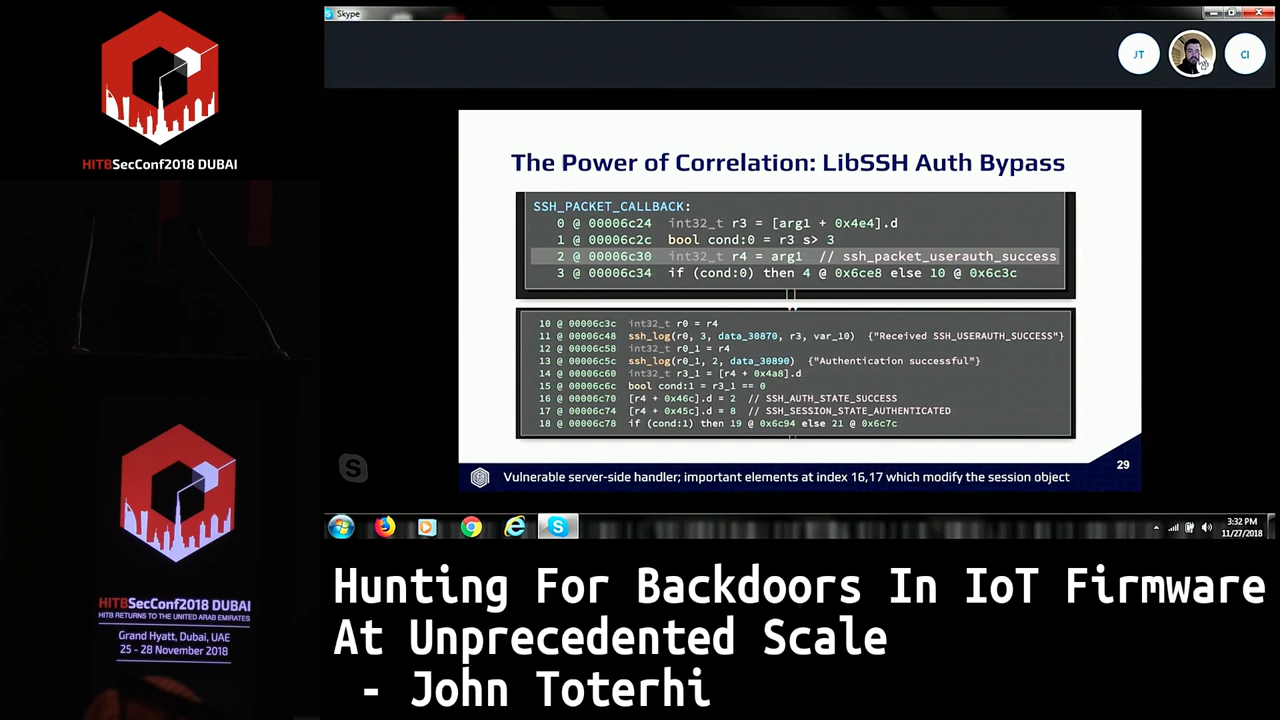 HITBSecConf2018 DUBAI
HITBSecConf2018 DUBAI
HITB RETURNS TO THE UNITED ARAB EMIRATES
Grand Hyatt, Dubai, UAE
25 - 28 November 2018
Skype
JT
CI
The Power of Correlation: LibSSH Auth Bypass
SSH_PACKET_CALLBACK:
0 @ 00006c24 int32_t r3 = [arg1 + 0x4e4].d
1 @ 00006c2c bool cond:0 = r3 s> 3
2 @ 00006c30 int32_t r4 = arg1 // ssh_packet_userauth_success
3 @ 00006c34 if (cond:0) then 4 @ 0x6ce8 else 10 @ 0x6c3c
10 @ 00006c3c int32_t r0 = r4
11 @ 00006c48 ssh_log(r0, 3, data_30870, r3, var_10) {"Received SSH_USERAUTH_SUCCESS"}
12 @ 00006c58 int32_t r0_1 = r4
13 @ 00006c5c ssh_log(r0_1, 2, data_30890) {"Authentication successful"}
14 @ 00006c60 int32_t r3_1 = [r4 + 0x4a8].d
15 @ 00006c6c bool cond:1 = r3_1 == 0
16 @ 00006c70 [r4 + 0x46c].d = 2 // SSH_AUTH_STATE_SUCCESS
17 @ 00006c74 [r4 + 0x45c].d = 8 // SSH_SESSION_STATE_AUTHENTICATED
18 @ 00006c78 if (cond:1) then 19 @ 0x6c94 else 21 @ 0x6c7c
29
Vulnerable server-side handler; important elements at index 16,17 which modify the session object
3:32 PM
11/27/2018
Hunting For Backdoors In IoT Firmware
At Unprecedented Scale
- John Toterhi